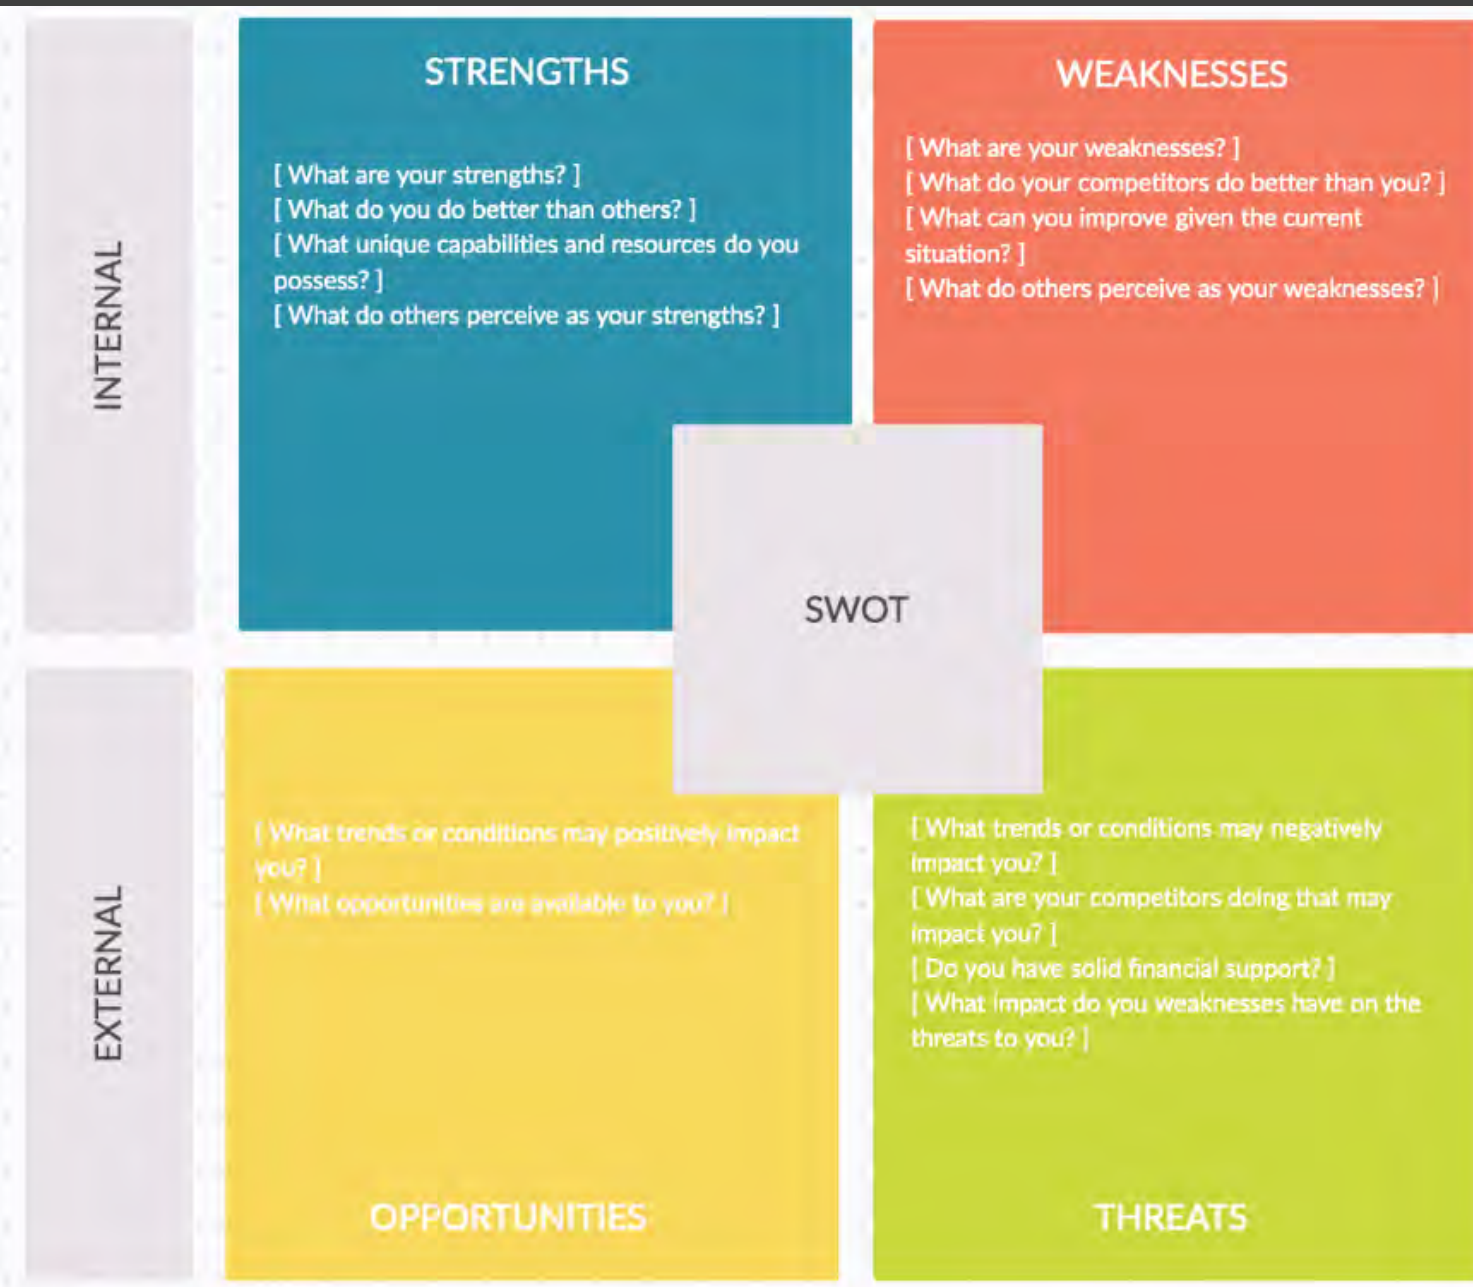 INTERNAL
STRENGTHS
[ What are your strengths? ]
[ What do you do better than others? ]
[ What unique capabilities and resources do you
possess? ]
[ What do others perceive as your strengths? ]
WEAKNESSES
[ What are your weaknesses? ]
[ What do your competitors do better than you? ]
[ What can you improve given the current
situation? ]
[ What do others perceive as your weaknesses? ]
SWOT
EXTERNAL
[ What trends or conditions may positively impact
you? ]
[ What opportunities are available to you? ]
OPPORTUNITIES
[ What trends or conditions may negatively
impact you? ]
[ What are your competitors doing that may
impact you? ]
[ Do you have solid financial support? ]
[ What impact do you weaknesses have on the
threats to you? ]
THREATS